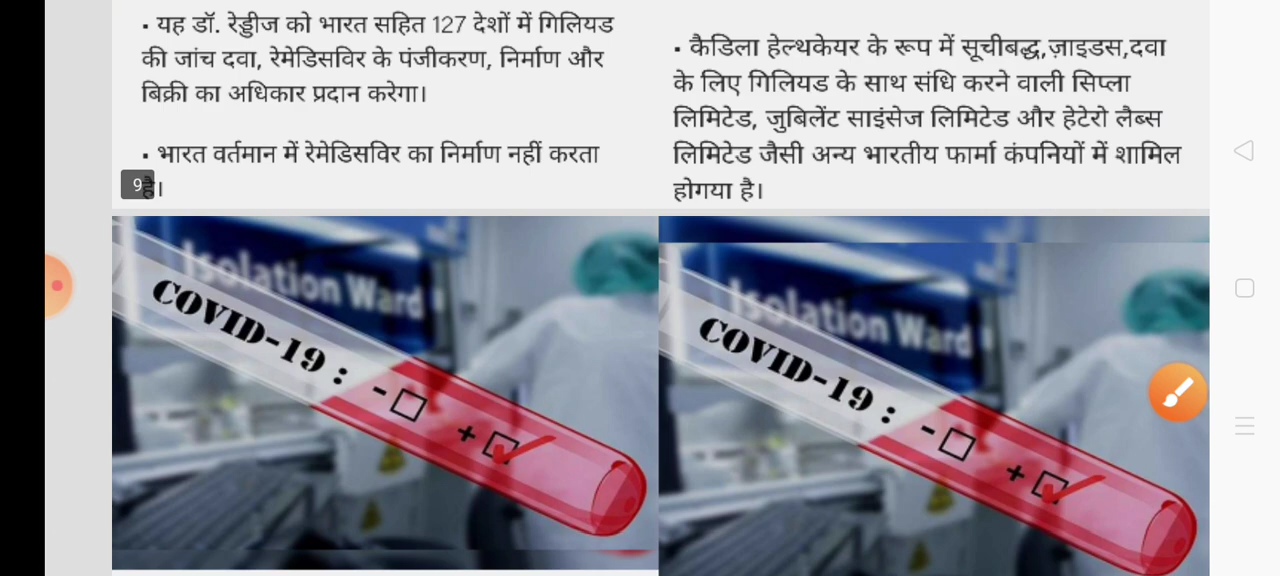 • यह डॉ. रेड्डीज को भारत सहित 127 देशों में गिलियड
की जांच दवा, रेमेडिसविर के पंजीकरण, निर्माण और
बिक्री का अधिकार प्रदान करेगा।
• भारत वर्तमान में रेमेडिसविर का निर्माण नहीं करता
है।
9
• कैडिला हेल्थकेयर के रूप में सूचीबद्ध,ज़ाइडस,दवा
के लिए गिलियड के साथ संधि करने वाली सिप्ला
लिमिटेड, जुबिलेंट साइंसेज लिमिटेड और हेटेरो लैब्स
लिमिटेड जैसी अन्य भारतीय फार्मा कंपनियों में शामिल
होगया है।
Isolation Ward
COVID-19 : - □
+ □
Isolation Ward
COVID-19 : - □
+ □